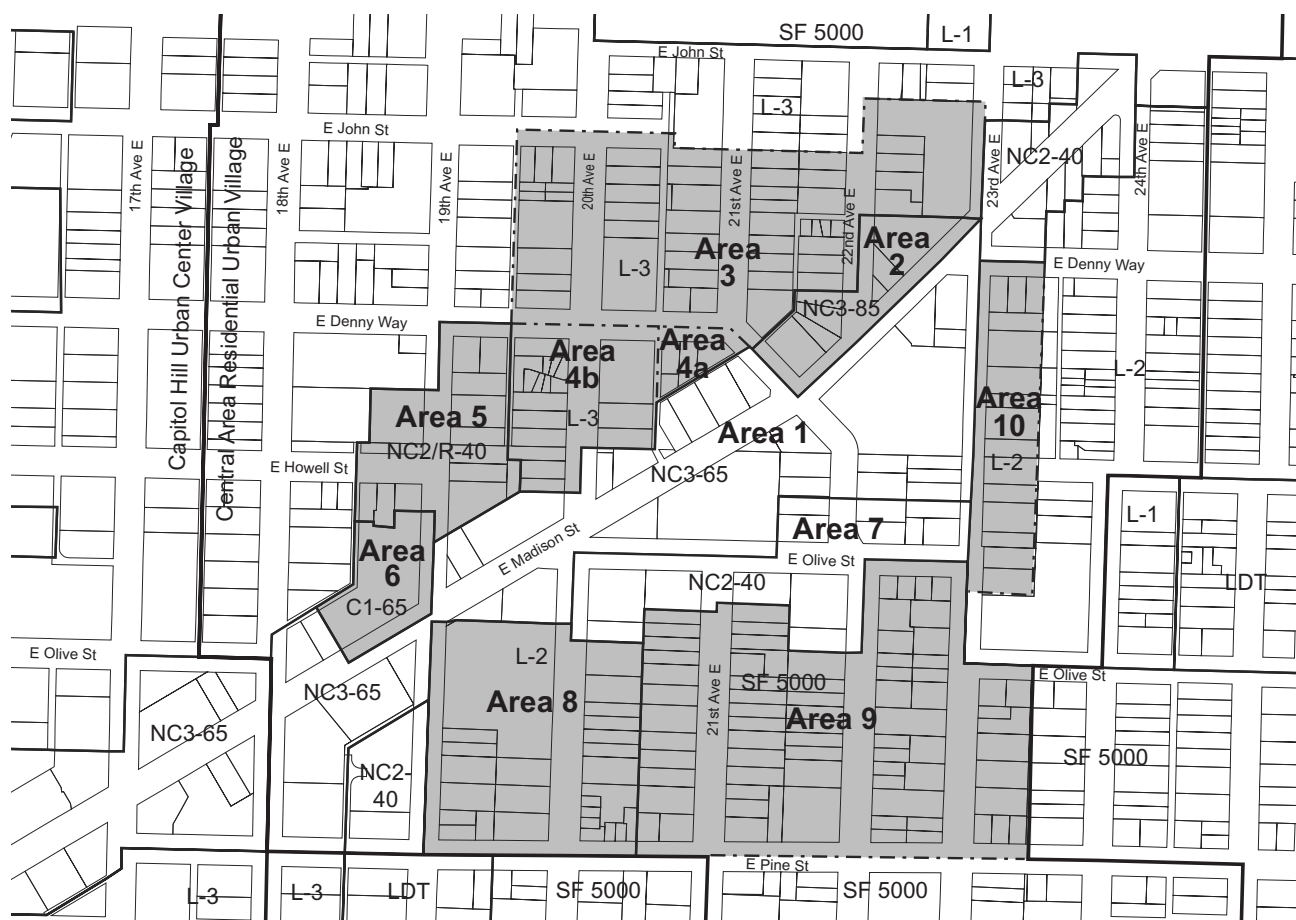 SF 5000
L-1
E John St
L-3
L-3
E John St
NC2-40
17th Ave E
Capitol Hill Urban Center Village
Central Area Residential Urban Village
18th Ave E
19th Ave E
20th Ave E
21st Ave E
22nd Ave E
23rd Ave E
24th Ave E
Area
3
L-3
Area
2
NC3-85
E Denny Way
E Denny Way
Area
4b
L-3
Area
4a
L-2
Area 5
NC2/R-40
Area
10
L-2
Area 1
NC3-65
E Howell St
L-1
Area 7
E Madison St
E Olive St
Area
6
C1-65
NC2-40
LDT
E Olive St
L-2
Area 8
21st Ave E
SF 5000
Area 9
E Olive St
NC3-65
NC3-65
SF 5000
NC2-
40
E Pine St
L-3
L-3
LDT
SF 5000
SF 5000